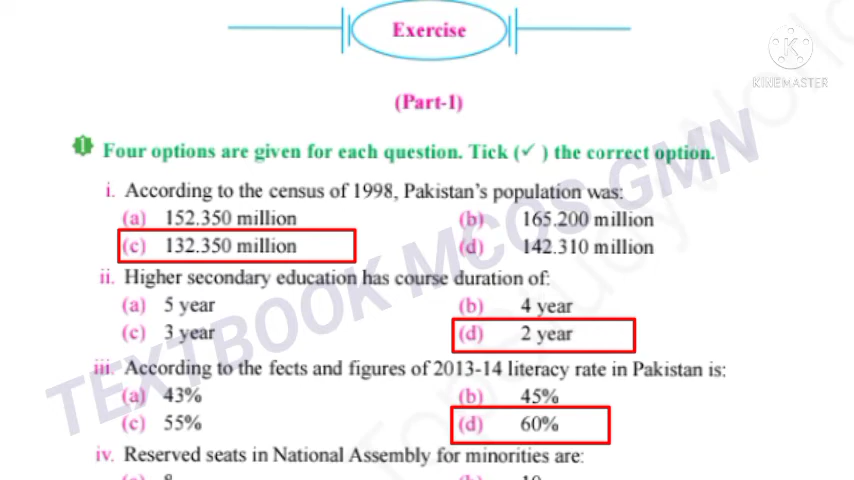 Exercise
KINEMASTER
(Part-1)
Four options are given for each question. Tick (✓ ) the correct option.
i. According to the census of 1998, Pakistan's population was:
(a) 152.350 million (b) 165.200 million
(c) 132.350 million (d) 142.310 million
ii. Higher secondary education has course duration of:
(a) 5 year (b) 4 year
(c) 3 year (d) 2 year
iii. According to the fects and figures of 2013-14 literacy rate in Pakistan is:
(a) 43% (b) 45%
(c) 55% (d) 60%
iv. Reserved seats in National Assembly for minorities are:
TEXTBOOK MCQS GMN